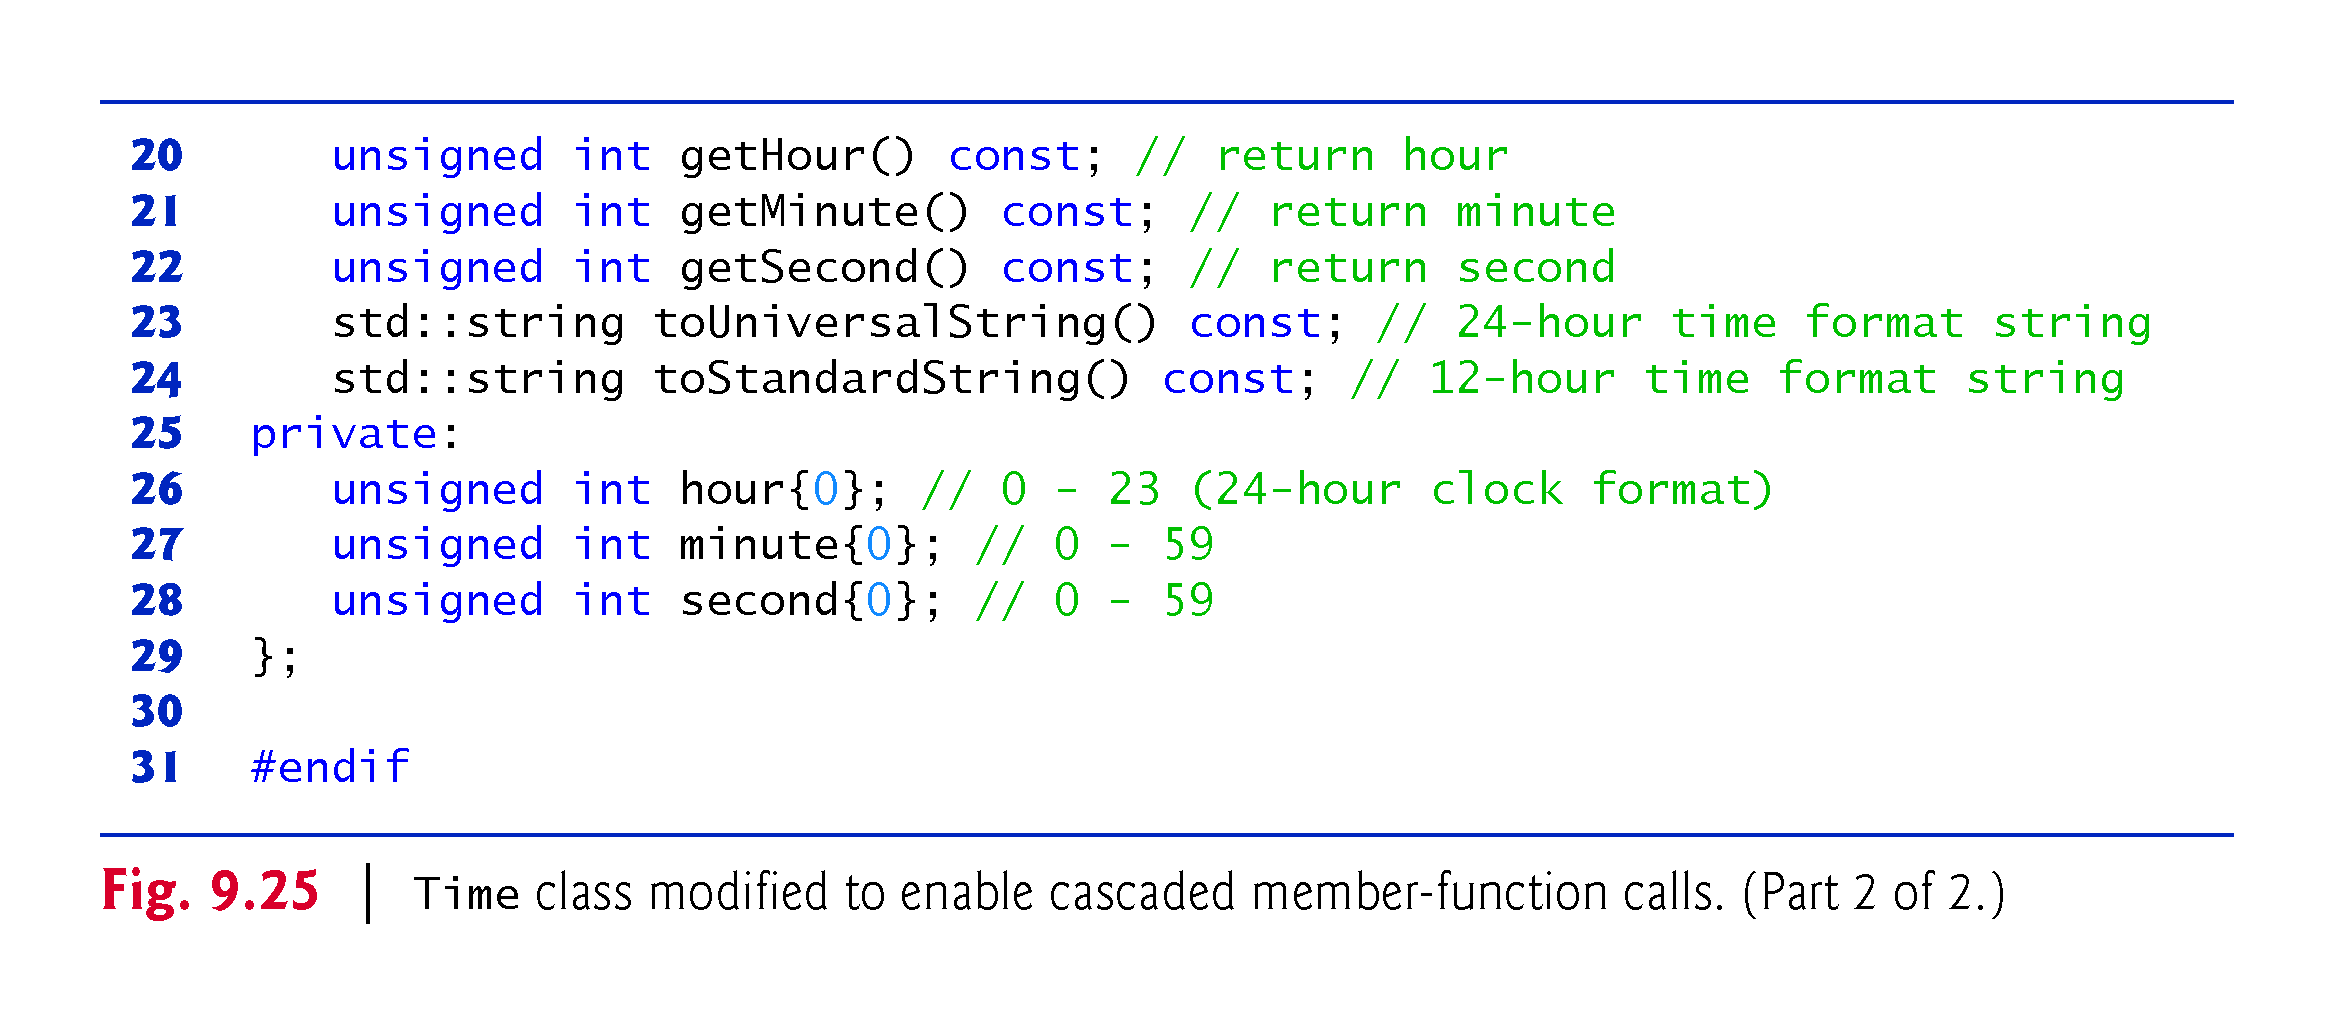 20 unsigned int getHour() const; // return hour
21 unsigned int getMinute() const; // return minute
22 unsigned int getSecond() const; // return second
23 std::string toUniversalString() const; // 24-hour time format string
24 std::string toStandardString() const; // 12-hour time format string
25 private:
26 unsigned int hour{0}; // 0 - 23 (24-hour clock format)
27 unsigned int minute{0}; // 0 - 59
28 unsigned int second{0}; // 0 - 59
29 };
30
31 #endif
Fig. 9.25 | Time class modified to enable cascaded member-function calls. (Part 2 of 2.)